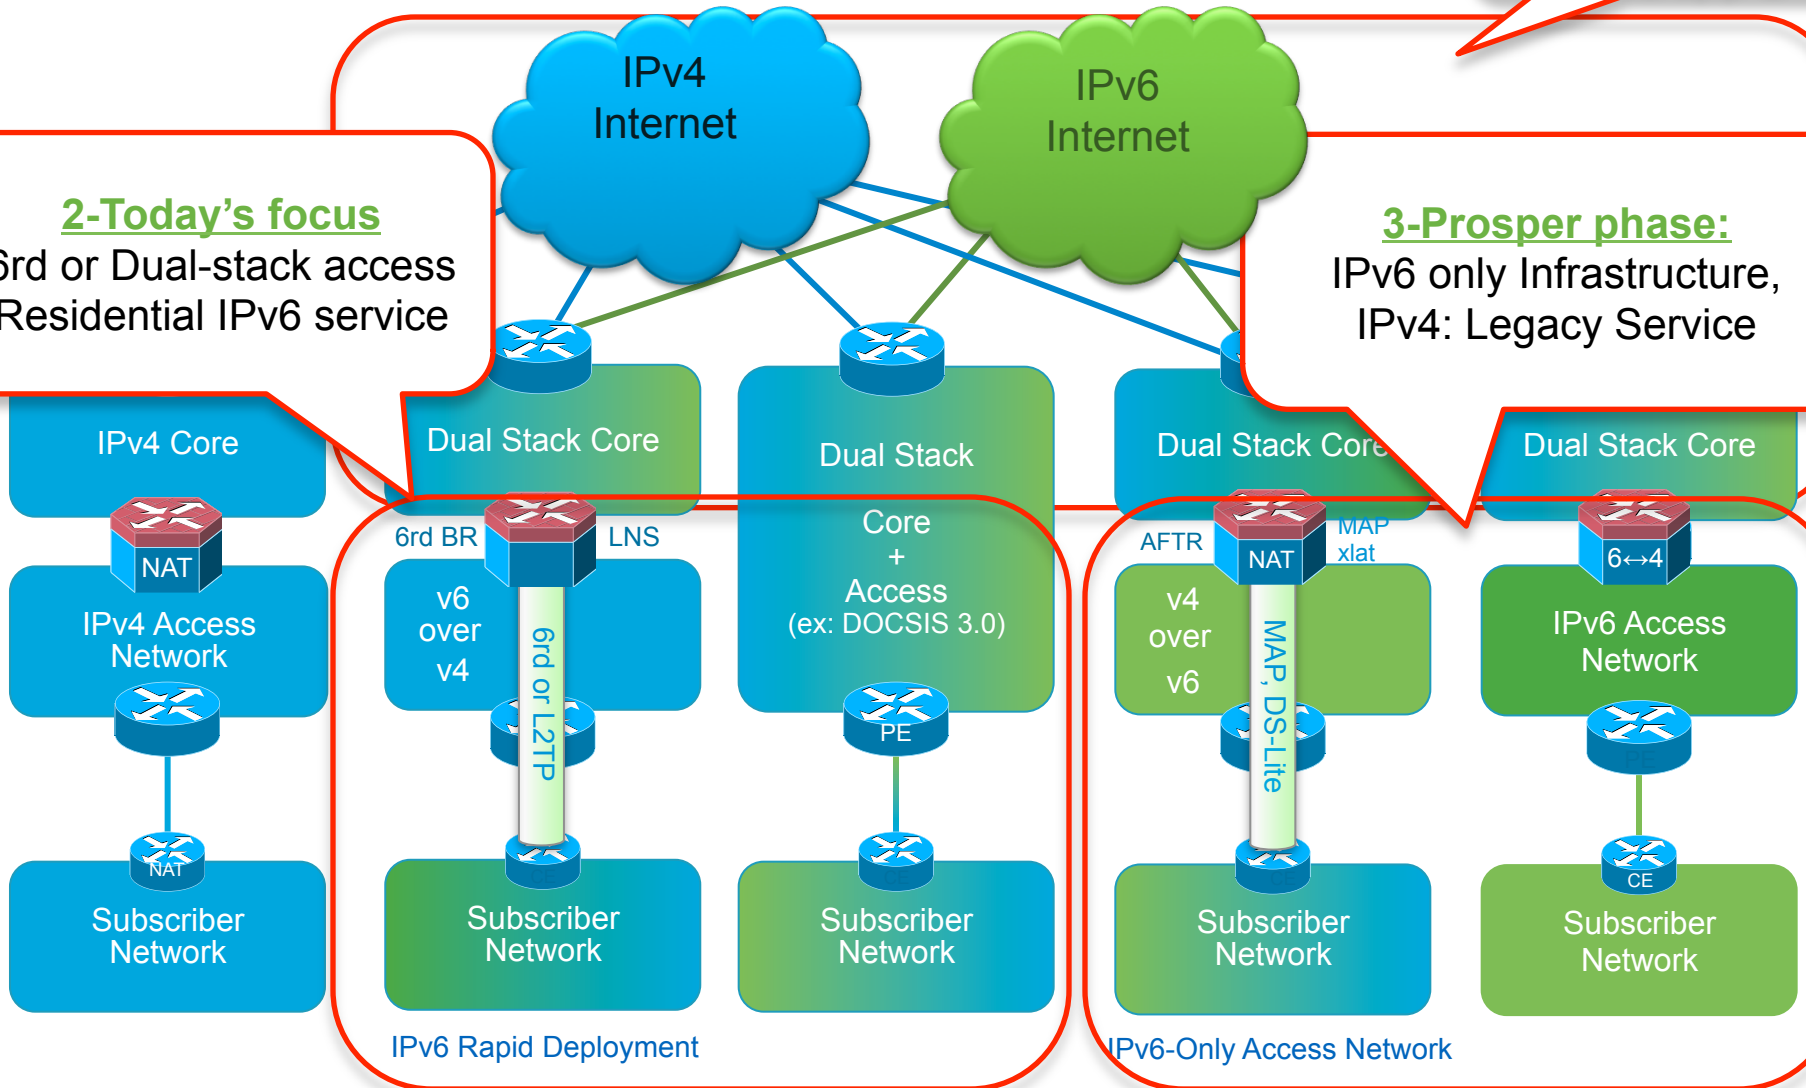 IPv4
Internet
IPv6
Internet
2-Today's focus
6rd or Dual-stack access
Residential IPv6 service
3-Prosper phase:
IPv6 only Infrastructure,
IPv4: Legacy Service
IPv4 Core
NAT
IPv4 Access
Network
NAT
Subscriber
Network
Dual Stack Core
6rd BR
LNS
v6
over
v4
6rd or L2TP
CE
Subscriber
Network
IPv6 Rapid Deployment
Dual Stack
Core
+
Access
(ex: DOCSIS 3.0)
PE
CE
Subscriber
Network
Dual Stack Core
AFTR
NAT
MAP
xlat
v4
over
v6
MAP, DS-Lite
CE
Subscriber
Network
IPv6-Only Access Network
Dual Stack Core
6↔4
IPv6 Access
Network
PE
CE
Subscriber
Network